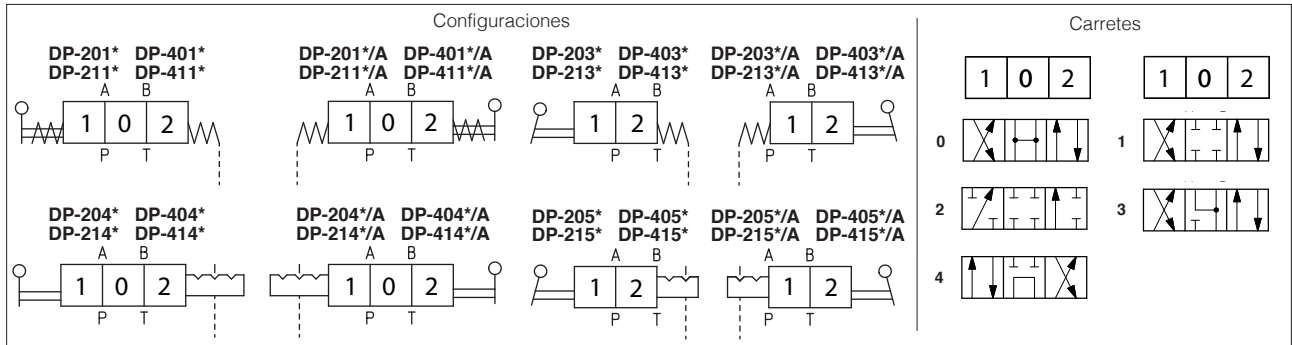 Configuraciones
Carretes
DP-201* DP-401*
DP-211* DP-411*
A B
1 0 2
P T
DP-201*/A DP-401*/A
DP-211*/A DP-411*/A
A B
1 0 2
P T
DP-203* DP-403*
DP-213* DP-413*
A B
1 2
P T
DP-203*/A DP-403*/A
DP-213*/A DP-413*/A
A B
1 2
P T
DP-204* DP-404*
DP-214* DP-414*
A B
1 0 2
P T
DP-204*/A DP-404*/A
DP-214*/A DP-414*/A
A B
1 0 2
P T
DP-205* DP-405*
DP-215* DP-415*
A B
1 2
P T
DP-205*/A DP-405*/A
DP-215*/A DP-415*/A
A B
1 2
P T
1 0 2
1 0 2
0
1
2
3
4